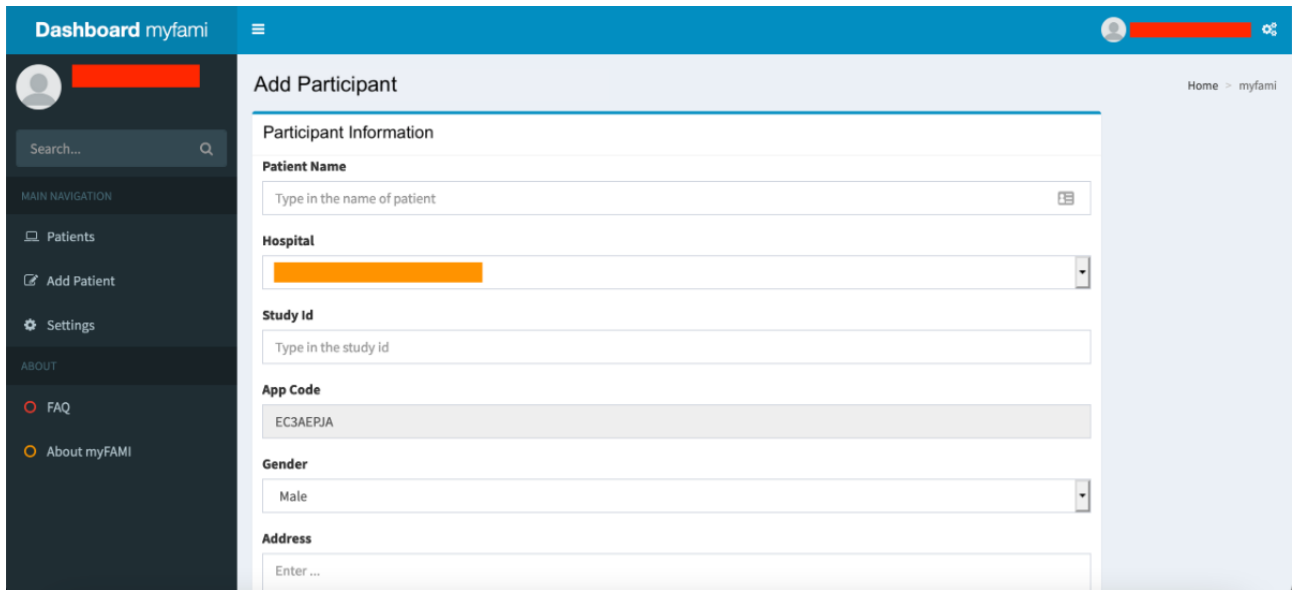 Dashboard myfami
Add Participant
Home > myfami
Participant Information
Search...
Patient Name
Type in the name of patient
MAIN NAVIGATION
Patients
Hospital
Add Patient
Study Id
Settings
Type in the study id
ABOUT
App Code
FAQ
EC3AEPJA
About myFAMI
Gender
Male
Address
Enter ...